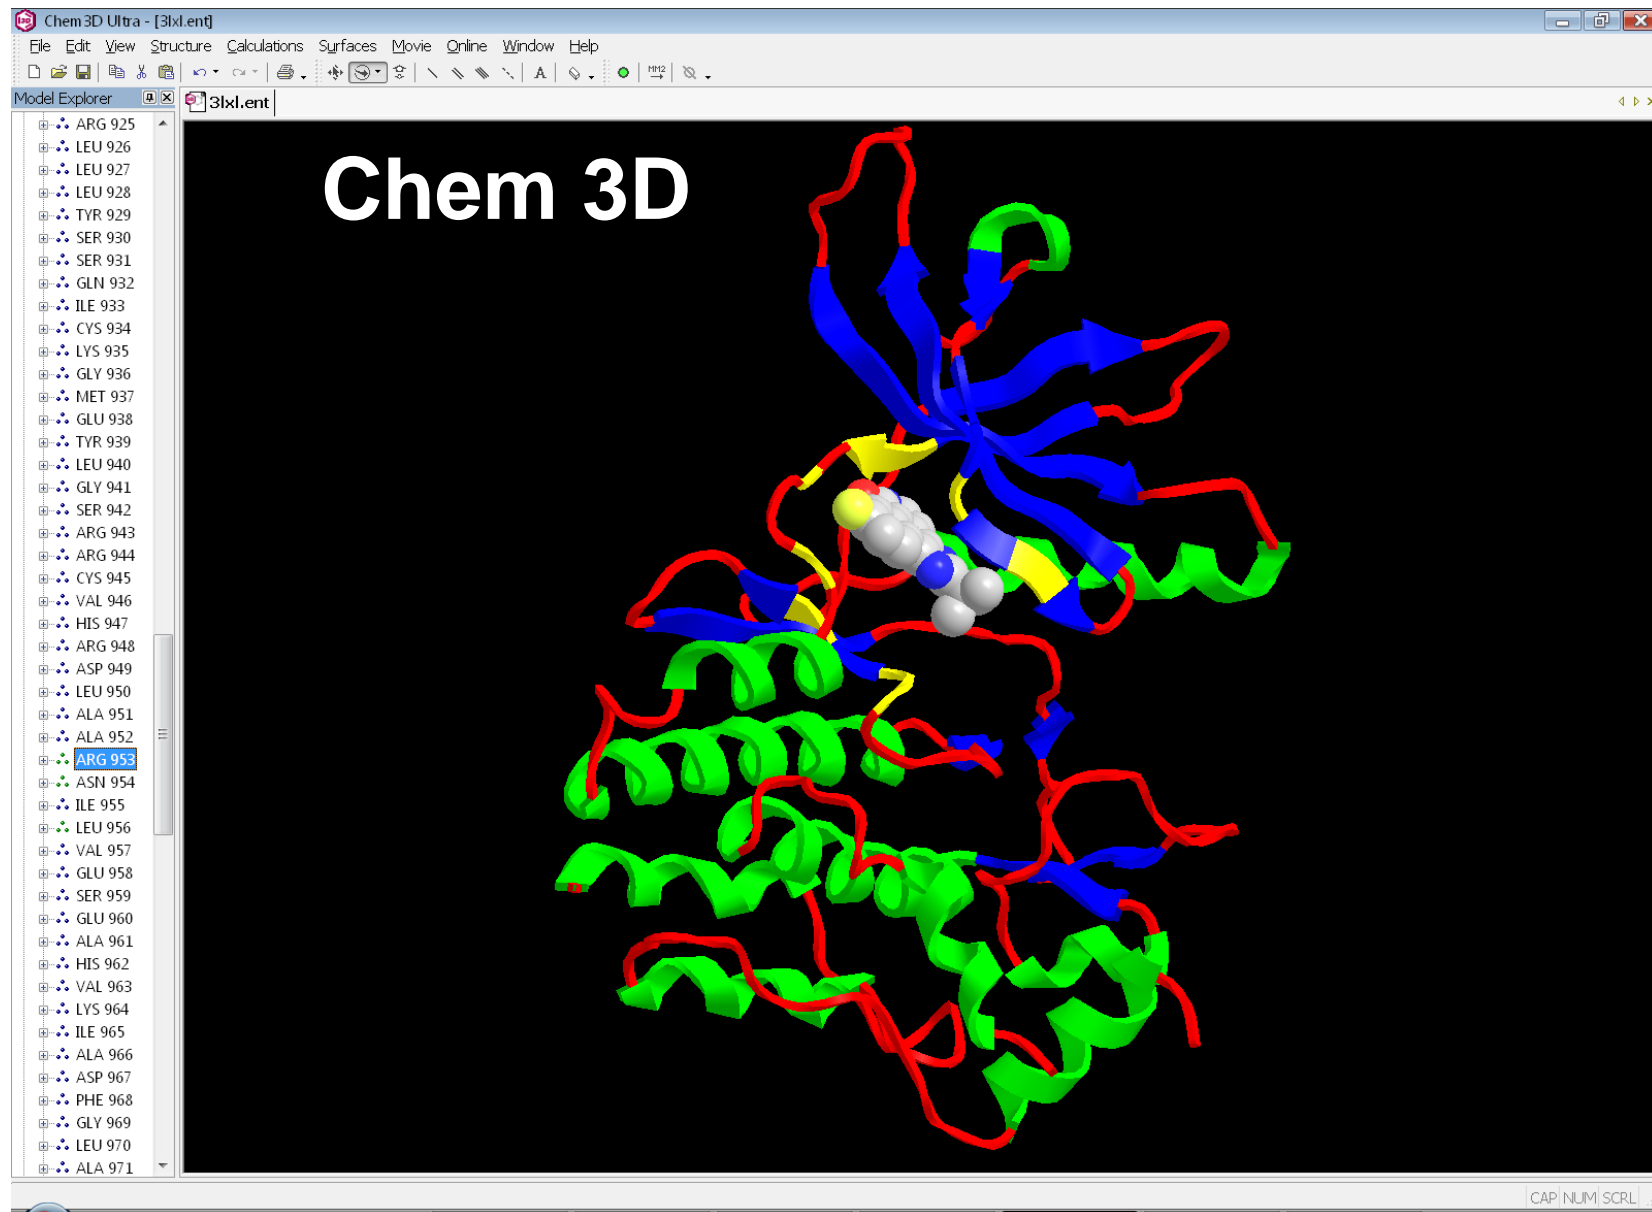 Chem3D Ultra - [3lxl.ent]
File Edit View Structure Calculations Surfaces Movie Online Window Help
A MM2
Model Explorer
3lxl.ent
Chem 3D
ARG 925
LEU 926
LEU 927
LEU 928
TYR 929
SER 930
SER 931
GLN 932
ILE 933
CYS 934
LYS 935
GLY 936
MET 937
GLU 938
TYR 939
LEU 940
GLY 941
SER 942
ARG 943
ARG 944
CYS 945
VAL 946
HIS 947
ARG 948
ASP 949
LEU 950
ALA 951
ALA 952
ARG 953
ASN 954
ILE 955
LEU 956
VAL 957
GLU 958
SER 959
GLU 960
ALA 961
HIS 962
VAL 963
LYS 964
ILE 965
ALA 966
ASP 967
PHE 968
GLY 969
LEU 970
ALA 971
CAP NUM SCRL